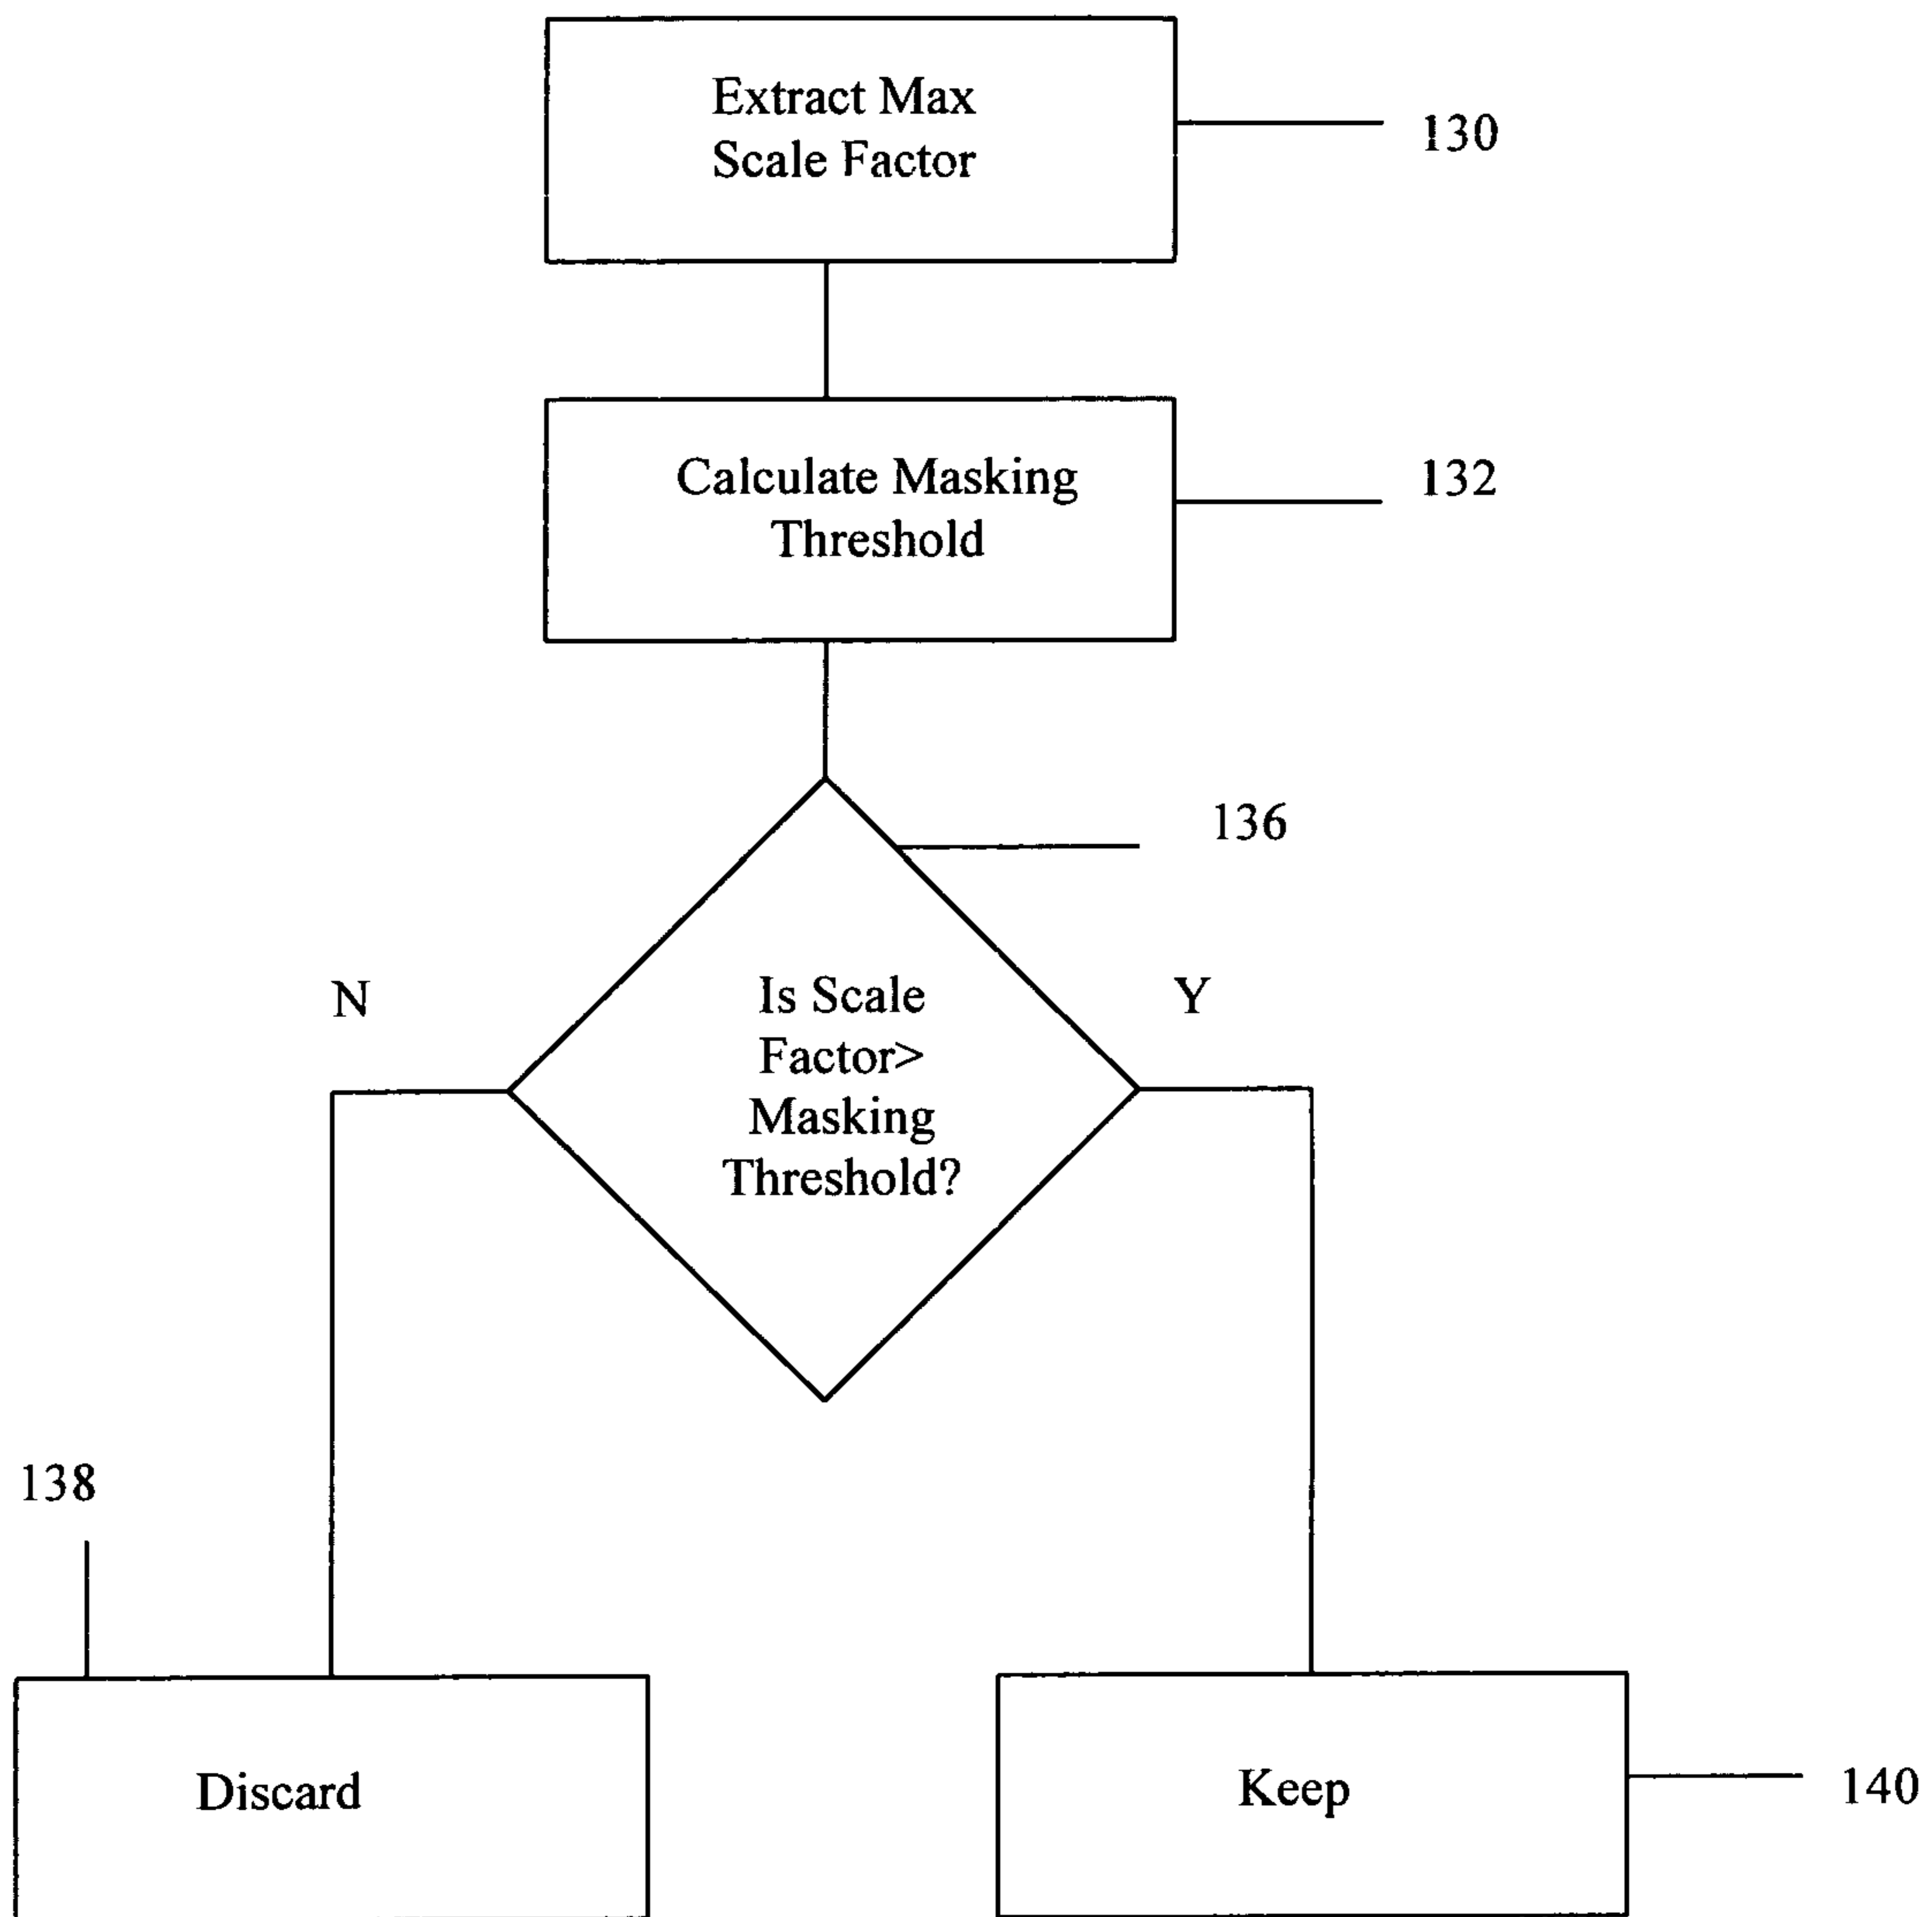 Extract Max
Scale Factor
130
Calculate Masking
Threshold
132
136
N
Y
Is Scale
Factor>
Masking
Threshold?
138
Discard
Keep
140